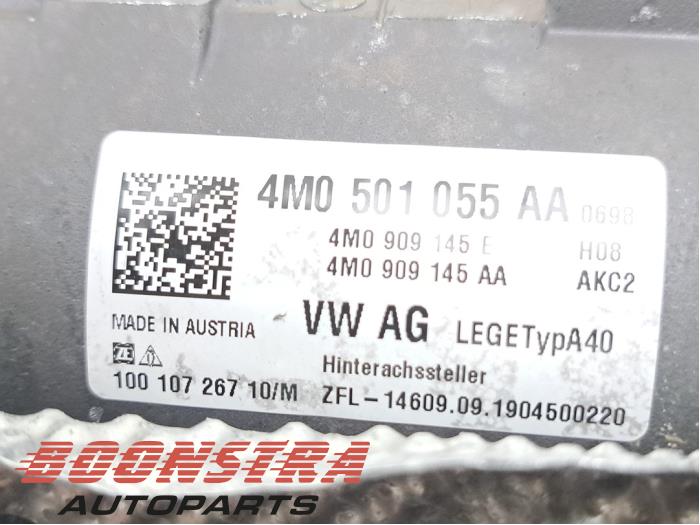 4M0 501 055 AA 0698
4M0 909 145 E H08
4M0 909 145 AA AKC2
MADE IN AUSTRIA VW AG LEGETypA40
ZF Hinterachssteller
100 107 267 10/M ZFL-14609.09.1904500220
BOONSTRA
AUTOPARTS